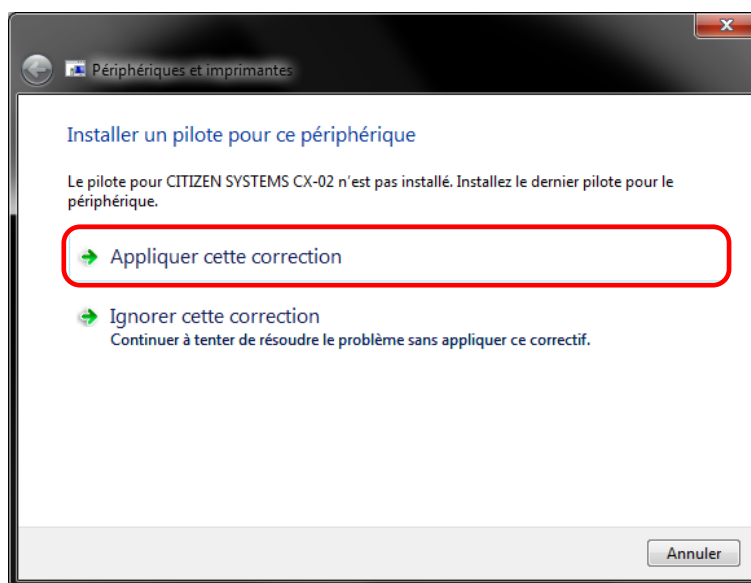 Périphériques et imprimantes
Installer un pilote pour ce périphérique
Le pilote pour CITIZEN SYSTEMS CX-02 n'est pas installé. Installez le dernier pilote pour le
périphérique.
Appliquer cette correction
Ignorer cette correction
Continuer à tenter de résoudre le problème sans appliquer ce correctif.
Annuler